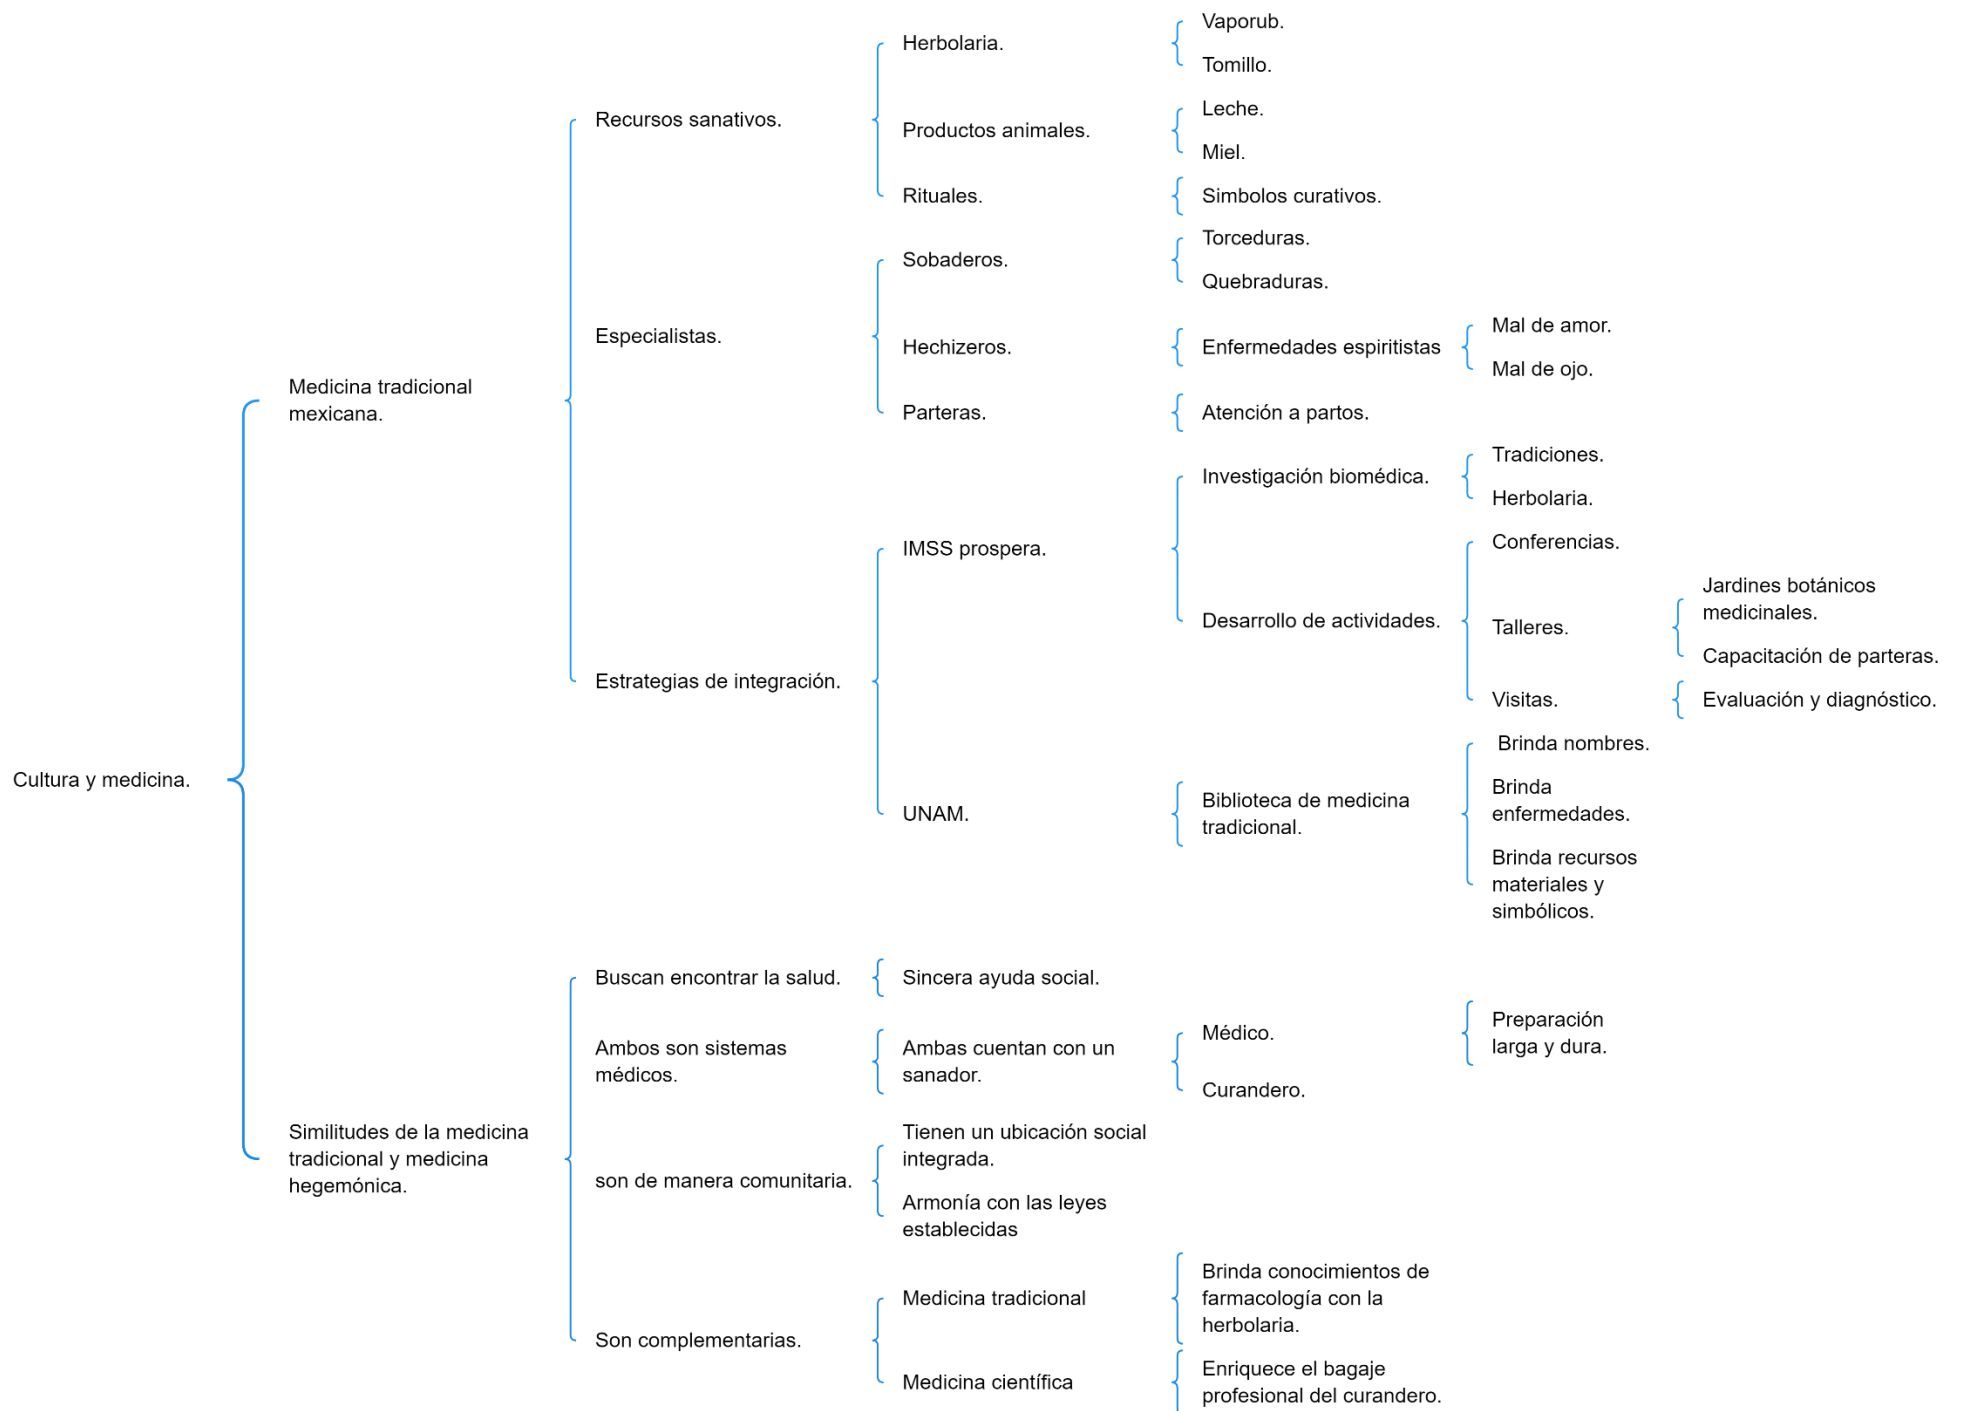 Cultura y medicina.
Medicina tradicional
mexicana.
Recursos sanativos.
Herbolaria.
Vaporub.
Tomillo.
Productos animales.
Leche.
Miel.
Rituales.
Simbolos curativos.
Especialistas.
Sobaderos.
Torceduras.
Quebraduras.
Hechizeros.
Enfermedades espiritistas
Mal de amor.
Mal de ojo.
Parteras.
Atención a partos.
Estrategias de integración.
IMSS prospera.
Investigación biomédica.
Tradiciones.
Herbolaria.
Desarrollo de actividades.
Conferencias.
Talleres.
Jardines botánicos
medicinales.
Capacitación de parteras.
Visitas.
Evaluación y diagnóstico.
UNAM.
Biblioteca de medicina
tradicional.
Brinda nombres.
Brinda
enfermedades.
Brinda recursos
materiales y
simbólicos.
Similitudes de la medicina
tradicional y medicina
hegemónica.
Buscan encontrar la salud.
Sincera ayuda social.
Ambos son sistemas
médicos.
Ambas cuentan con un
sanador.
Médico.
Preparación
larga y dura.
Curandero.
son de manera comunitaria.
Tienen un ubicación social
integrada.
Armonía con las leyes
establecidas
Son complementarias.
Medicina tradicional
Brinda conocimientos de
farmacología con la
herbolaria.
Medicina científica
Enriquece el bagaje
profesional del curandero.